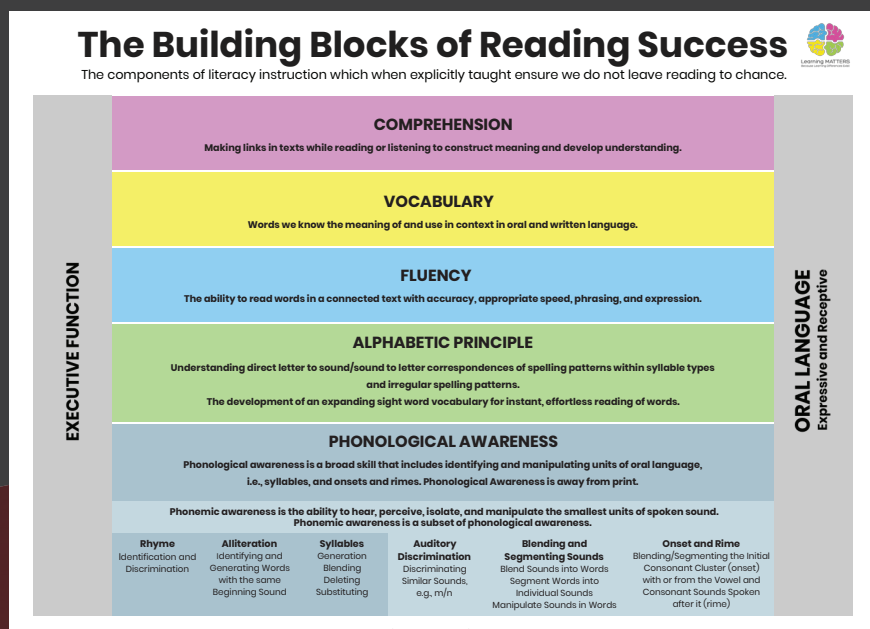 The Building Blocks of Reading Success
The components of literacy instruction which when explicitly taught ensure we do not leave reading to chance.
Learning MATTERS
EXECUTIVE FUNCTION
COMPREHENSION
Making links in texts while reading or listening to construct meaning and develop understanding.
VOCABULARY
Words we know the meaning of and use in context in oral and written language.
FLUENCY
The ability to read words in a connected text with accuracy, appropriate speed, phrasing, and expression.
ALPHABETIC PRINCIPLE
Understanding direct letter to sound/sound to letter correspondences of spelling patterns within syllable types
and irregular spelling patterns.
The development of an expanding sight word vocabulary for instant, effortless reading of words.
PHONOLOGICAL AWARENESS
Phonological awareness is a broad skill that includes identifying and manipulating units of oral language,
i.e., syllables, and onsets and rimes. Phonological Awareness is away from print.
Phonemic awareness is the ability to hear, perceive, isolate, and manipulate the smallest units of spoken sound.
Phonemic awareness is a subset of phonological awareness.
Rhyme
Identification and
Discrimination
Alliteration
Identifying and
Generating Words
with the same
Beginning Sound
Syllables
Generation
Blending
Deleting
Substituting
Auditory
Discrimination
Discriminating
Similar Sounds,
e.g., m/n
Blending and
Segmenting Sounds
Blend Sounds into Words
Segment Words into
Individual Sounds
Manipulate Sounds in Words
Onset and Rime
Blending/Segmenting the Initial
Consonant Cluster (onset)
with or from the Vowel and
Consonant Sounds Spoken
after it (rime)
ORAL LANGUAGE
Expressive and Receptive